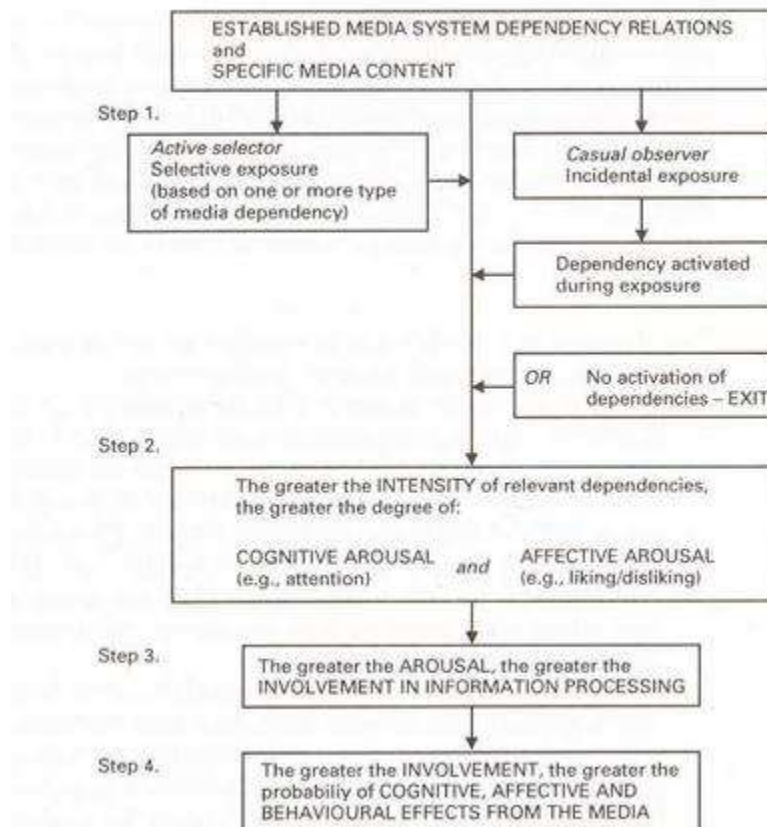 ESTABLISHED MEDIA SYSTEM DEPENDENCY RELATIONS
and
SPECIFIC MEDIA CONTENT
Step 1.
Active selector
Selective exposure
(based on one or more type
of media dependency)
Casual observer
Incidental exposure
Dependency activated
during exposure
OR No activation of
dependencies – EXIT
Step 2.
The greater the INTENSITY of relevant dependencies,
the greater the degree of:
COGNITIVE AROUSAL and AFFECTIVE AROUSAL
(e.g., attention) (e.g., liking/disliking)
Step 3.
The greater the AROUSAL, the greater the
INVOLVEMENT IN INFORMATION PROCESSING
Step 4.
The greater the INVOLVEMENT, the greater the
probabiliy of COGNITIVE, AFFECTIVE AND
BEHAVIOURAL EFFECTS FROM THE MEDIA